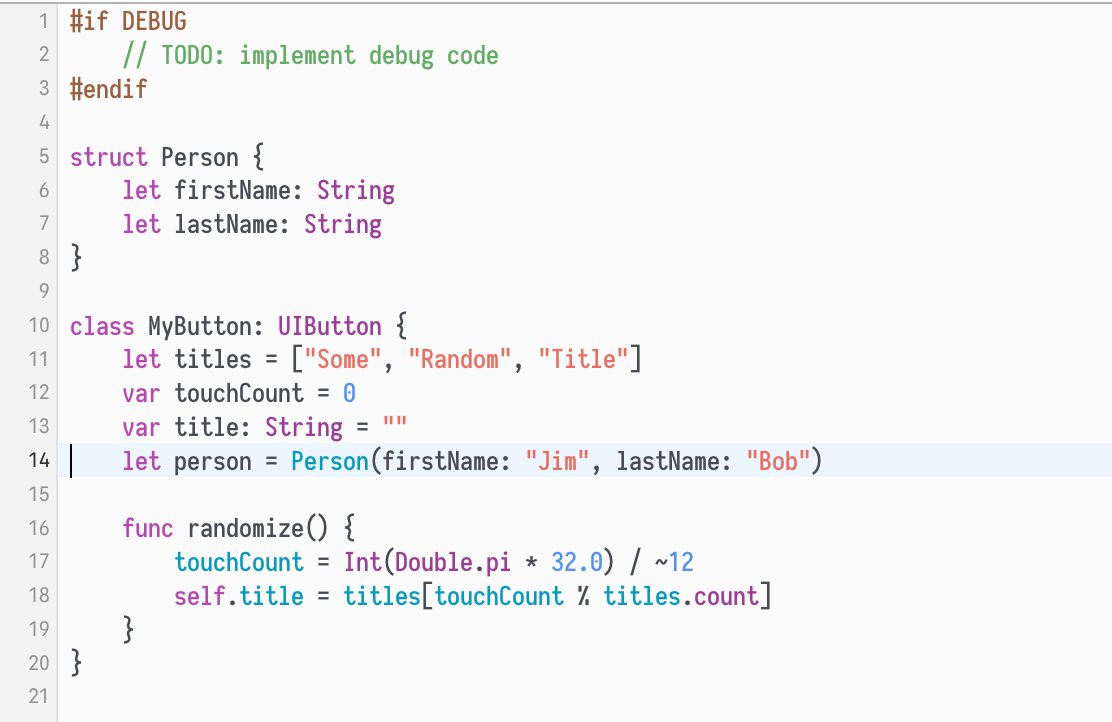 1 #if DEBUG
2     // TODO: implement debug code
3 #endif
4
5 struct Person {
6     let firstName: String
7     let lastName: String
8 }
9
10 class MyButton: UIButton {
11     let titles = ["Some", "Random", "Title"]
12     var touchCount = 0
13     var title: String = ""
14     let person = Person(firstName: "Jim", lastName: "Bob")
15
16     func randomize() {
17         touchCount = Int(Double.pi * 32.0) / ~12
18         self.title = titles[touchCount % titles.count]
19     }
20 }
21